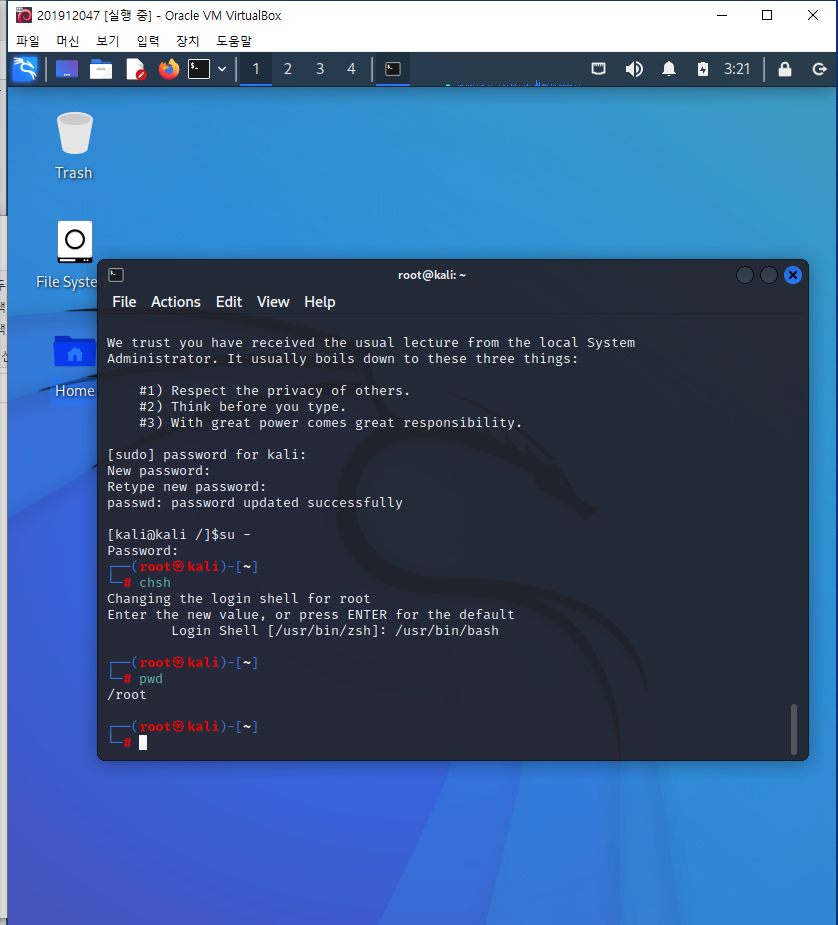 201912047 [실행 중] - Oracle VM VirtualBox
파일 머신 보기 입력 장치 도움말
1 2 3 4 3:21
Trash
File Syste
Home
root@kali: ~
File Actions Edit View Help
We trust you have received the usual lecture from the local System
Administrator. It usually boils down to these three things:
#1) Respect the privacy of others.
#2) Think before you type.
#3) With great power comes great responsibility.
[sudo] password for kali:
New password:
Retype new password:
passwd: password updated successfully
[kali@kali /]$su -
Password:
┌──(root㉿kali)-[~]
└─# chsh
Changing the login shell for root
Enter the new value, or press ENTER for the default
Login Shell [/usr/bin/zsh]: /usr/bin/bash
┌──(root㉿kali)-[~]
└─# pwd
/root
┌──(root㉿kali)-[~]
└─#